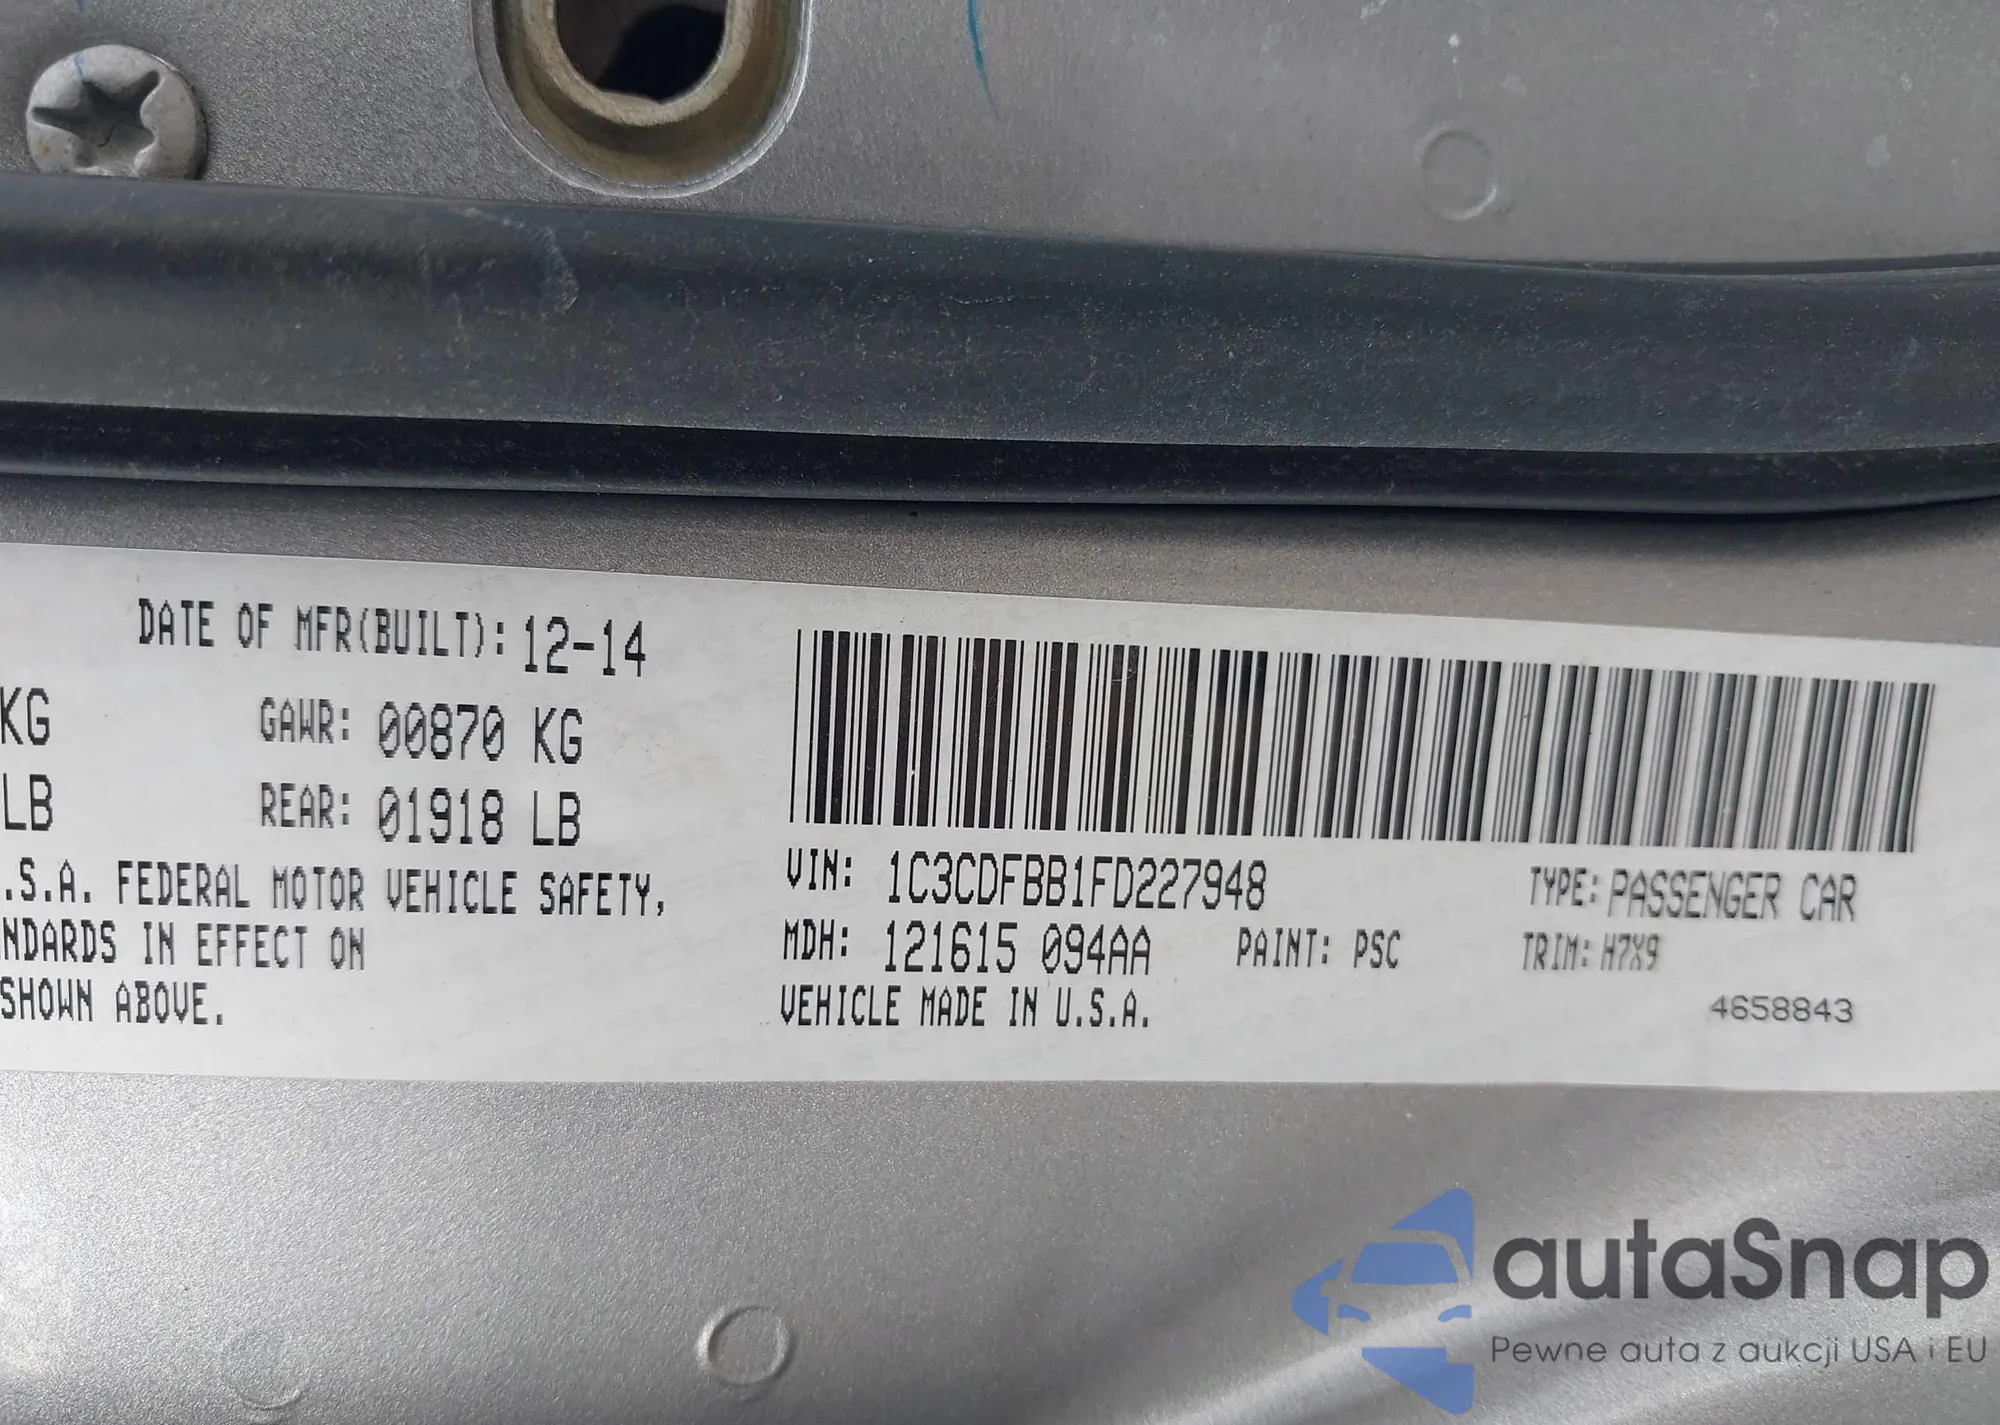 DATE OF MFR(BUILT): 12-14
KG GAWR: 00870 KG
LB REAR: 01918 LB
.S.A. FEDERAL MOTOR VEHICLE SAFETY,
NDARDS IN EFFECT ON
SHOWN ABOVE.
VIN: 1C3CDFBB1FD227948 TYPE: PASSENGER CAR
MDH: 121615 094AA PAINT: PSC TRIM: H7X9
VEHICLE MADE IN U.S.A. 4658843
autaSnap
Pewne auta z aukcji USA i EU